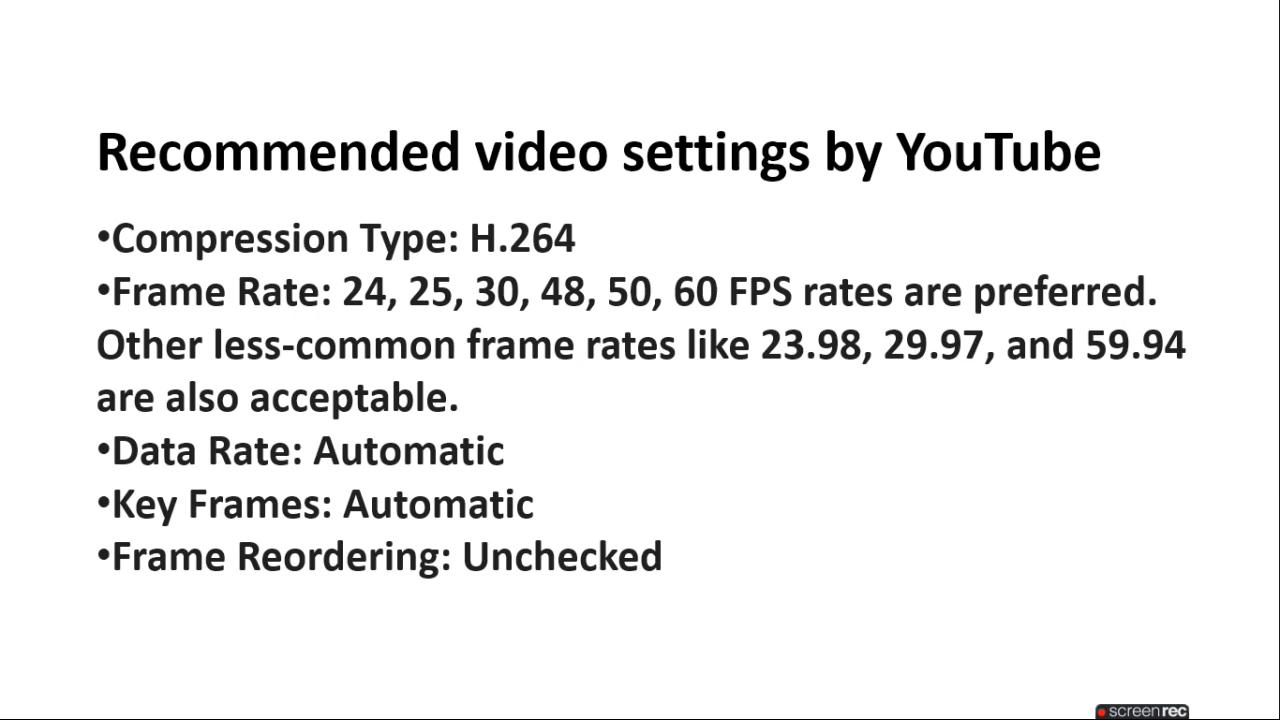 Recommended video settings by YouTube
•Compression Type: H.264
•Frame Rate: 24, 25, 30, 48, 50, 60 FPS rates are preferred.
Other less-common frame rates like 23.98, 29.97, and 59.94
are also acceptable.
•Data Rate: Automatic
•Key Frames: Automatic
•Frame Reordering: Unchecked
screenrec